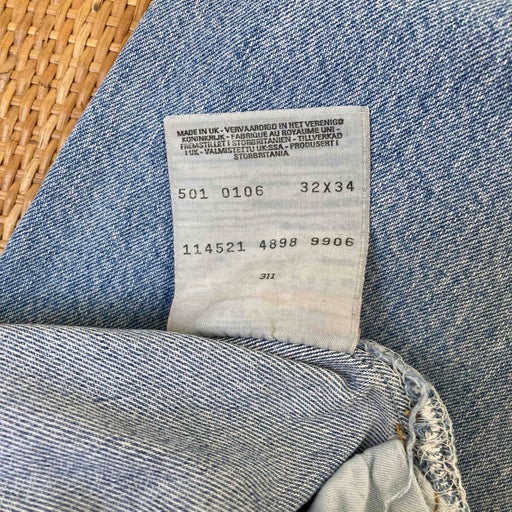 MADE IN UK - VERVAARDIGD IN HET VERENIGD
KONINKRIJK - FABRIQUE AU ROYAUME UNI -
FREMSTILLET I STORBRITANIEN - TILLVERKAD
I UK - VALMISTETTU UK:SSA - PRODUSERT I
STORBRITANIA
501 0106 32X34
114521 4898 9906
311